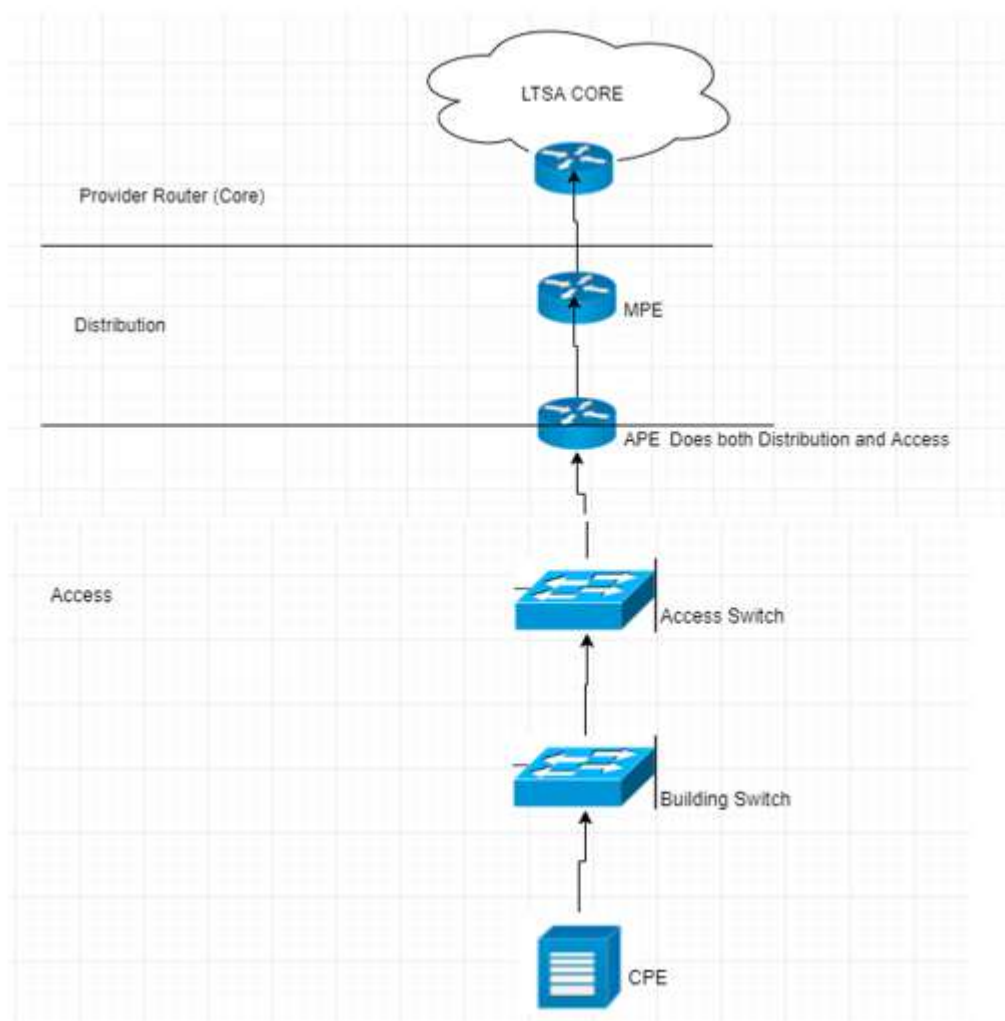 LTSA CORE
Provider Router (Core)
MPE
Distribution
APE Does both Distribution and Access
Access
Access Switch
Building Switch
CPE